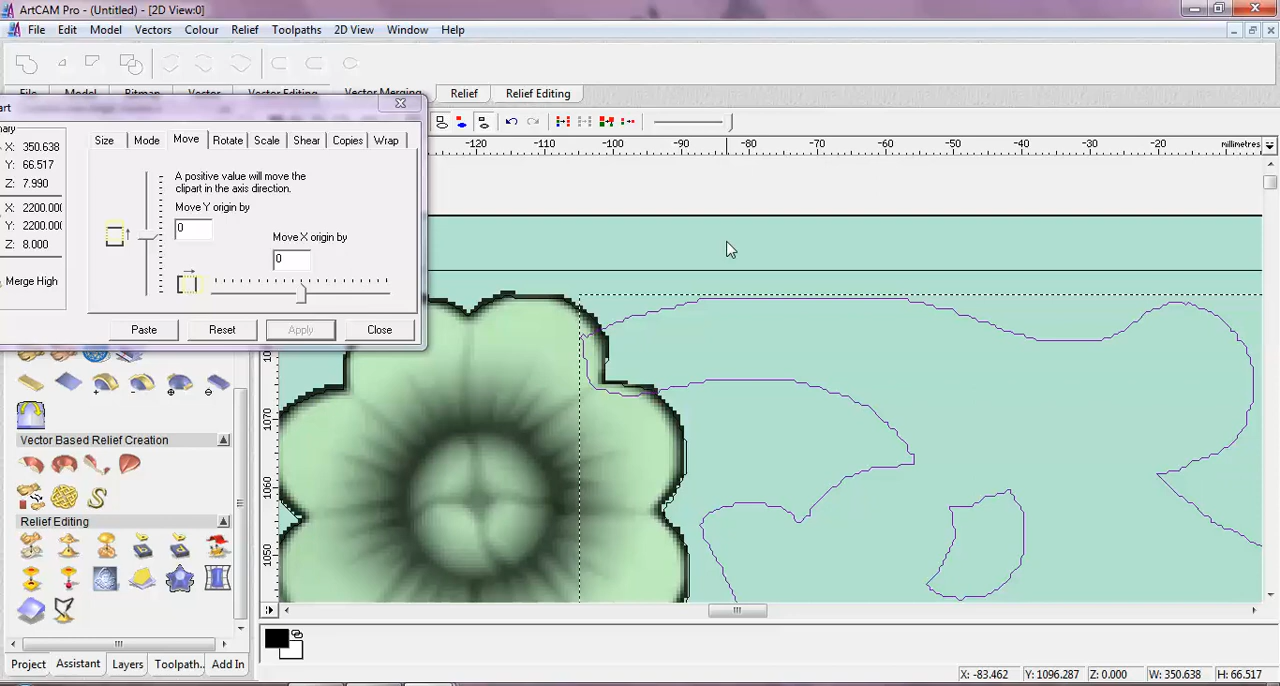 ArtCAM Pro - (Untitled) - [2D View:0]
File Edit Model Vectors Colour Relief Toolpaths 2D View Window Help
File Model Bitmap Vector Vector Editing Vector Merging Relief Relief Editing
art
nary
X: 350.638
Y: 66.517
Z: 7.990
X: 2200.000
Y: 2200.000
Z: 8.000
Merge High
Size Mode Move Rotate Scale Shear Copies Wrap
A positive value will move the
clipart in the axis direction.
Move Y origin by
0
Move X origin by
0
Paste Reset Apply Close
-120 -110 -100 -90 -80 -70 -60 -50 -40 -30 -20 millimetres
1070
1060
1050
Vector Based Relief Creation
Relief Editing
Project Assistant Layers Toolpath.. Add In
X: -83.462 Y: 1096.287 Z: 0.000 W: 350.638 H: 66.517